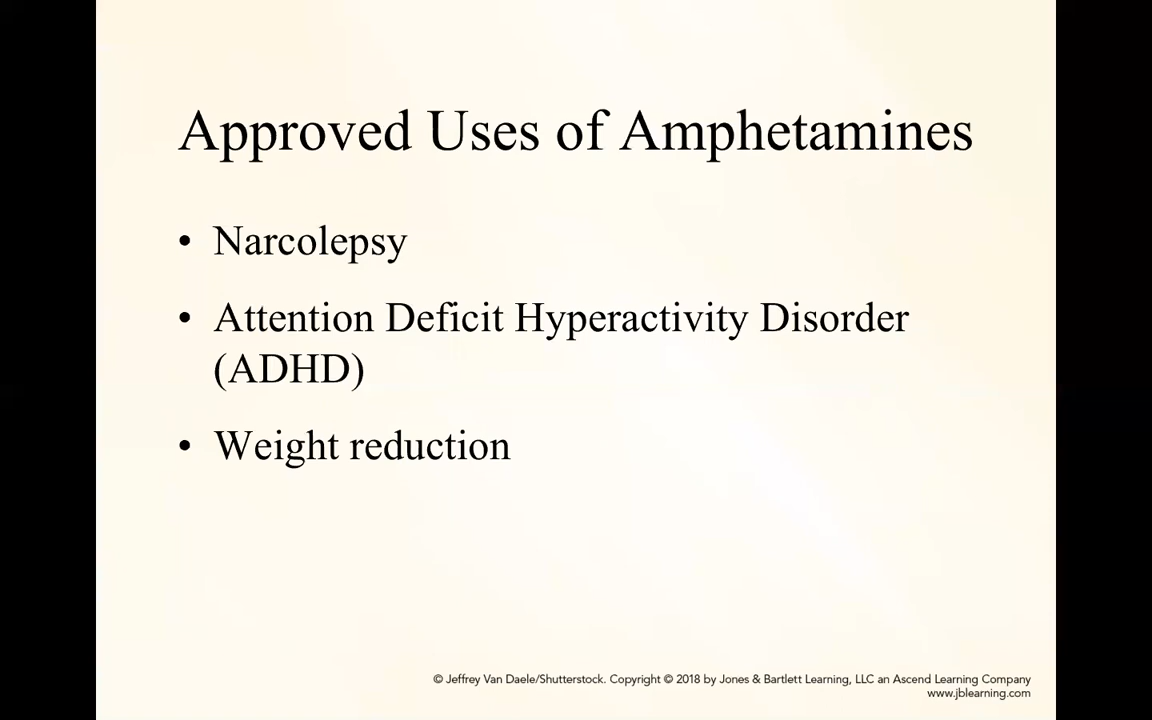 Approved Uses of Amphetamines
• Narcolepsy
• Attention Deficit Hyperactivity Disorder
(ADHD)
• Weight reduction
© Jeffrey Van Daele/Shutterstock. Copyright © 2018 by Jones & Bartlett Learning, LLC an Ascend Learning Company
www.jblearning.com